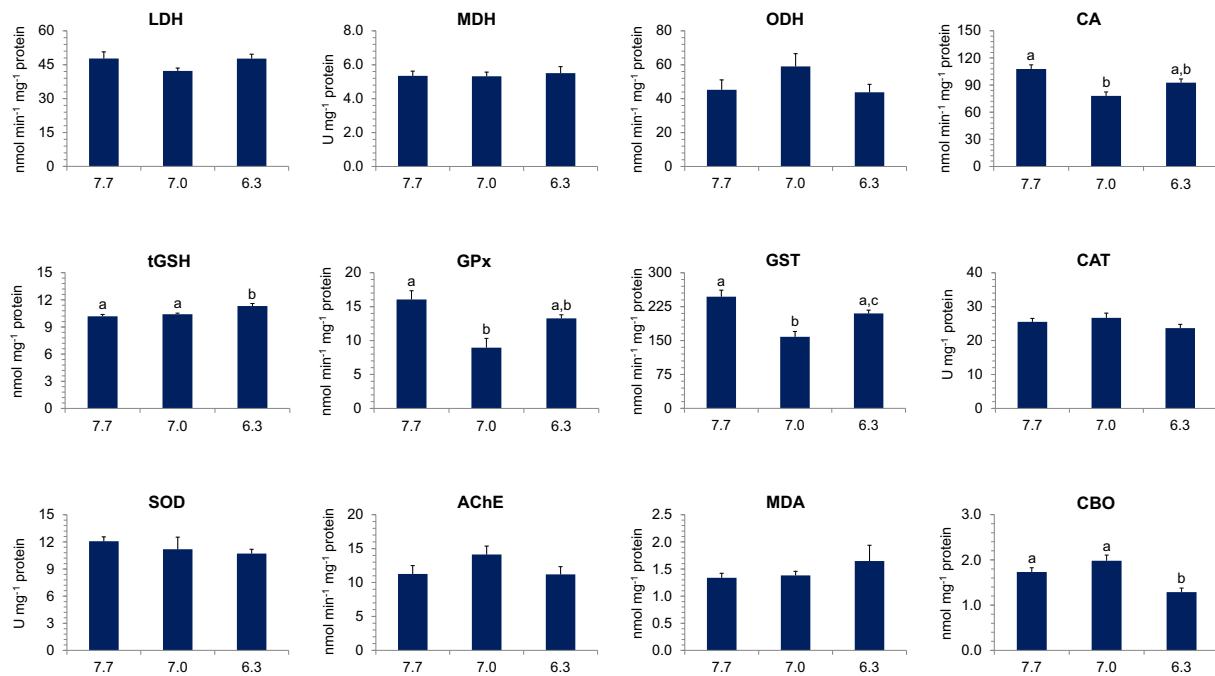 LDH
nmol min⁻¹ mg⁻¹ protein
60
45
30
15
0
7.7 7.0 6.3
MDH
U mg⁻¹ protein
8.0
6.0
4.0
2.0
0.0
7.7 7.0 6.3
ODH
nmol min⁻¹ mg⁻¹ protein
80
60
40
20
0
7.7 7.0 6.3
CA
nmol min⁻¹ mg⁻¹ protein
150
120
90
60
30
0
a b a,b
7.7 7.0 6.3
tGSH
nmol mg⁻¹ protein
15
12
9
6
3
0
a a b
7.7 7.0 6.3
GPx
nmol min⁻¹ mg⁻¹ protein
20
15
10
5
0
a b a,b
7.7 7.0 6.3
GST
nmol min⁻¹ mg⁻¹ protein
300
225
150
75
0
a b a,c
7.7 7.0 6.3
CAT
U mg⁻¹ protein
40
30
20
10
0
7.7 7.0 6.3
SOD
U mg⁻¹ protein
15
12
9
6
3
0
7.7 7.0 6.3
AChE
nmol min⁻¹ mg⁻¹ protein
20
15
10
5
0
7.7 7.0 6.3
MDA
nmol mg⁻¹ protein
2.5
2.0
1.5
1.0
0.5
0.0
7.7 7.0 6.3
CBO
nmol mg⁻¹ protein
3.0
2.0
1.0
0.0
a a b
7.7 7.0 6.3